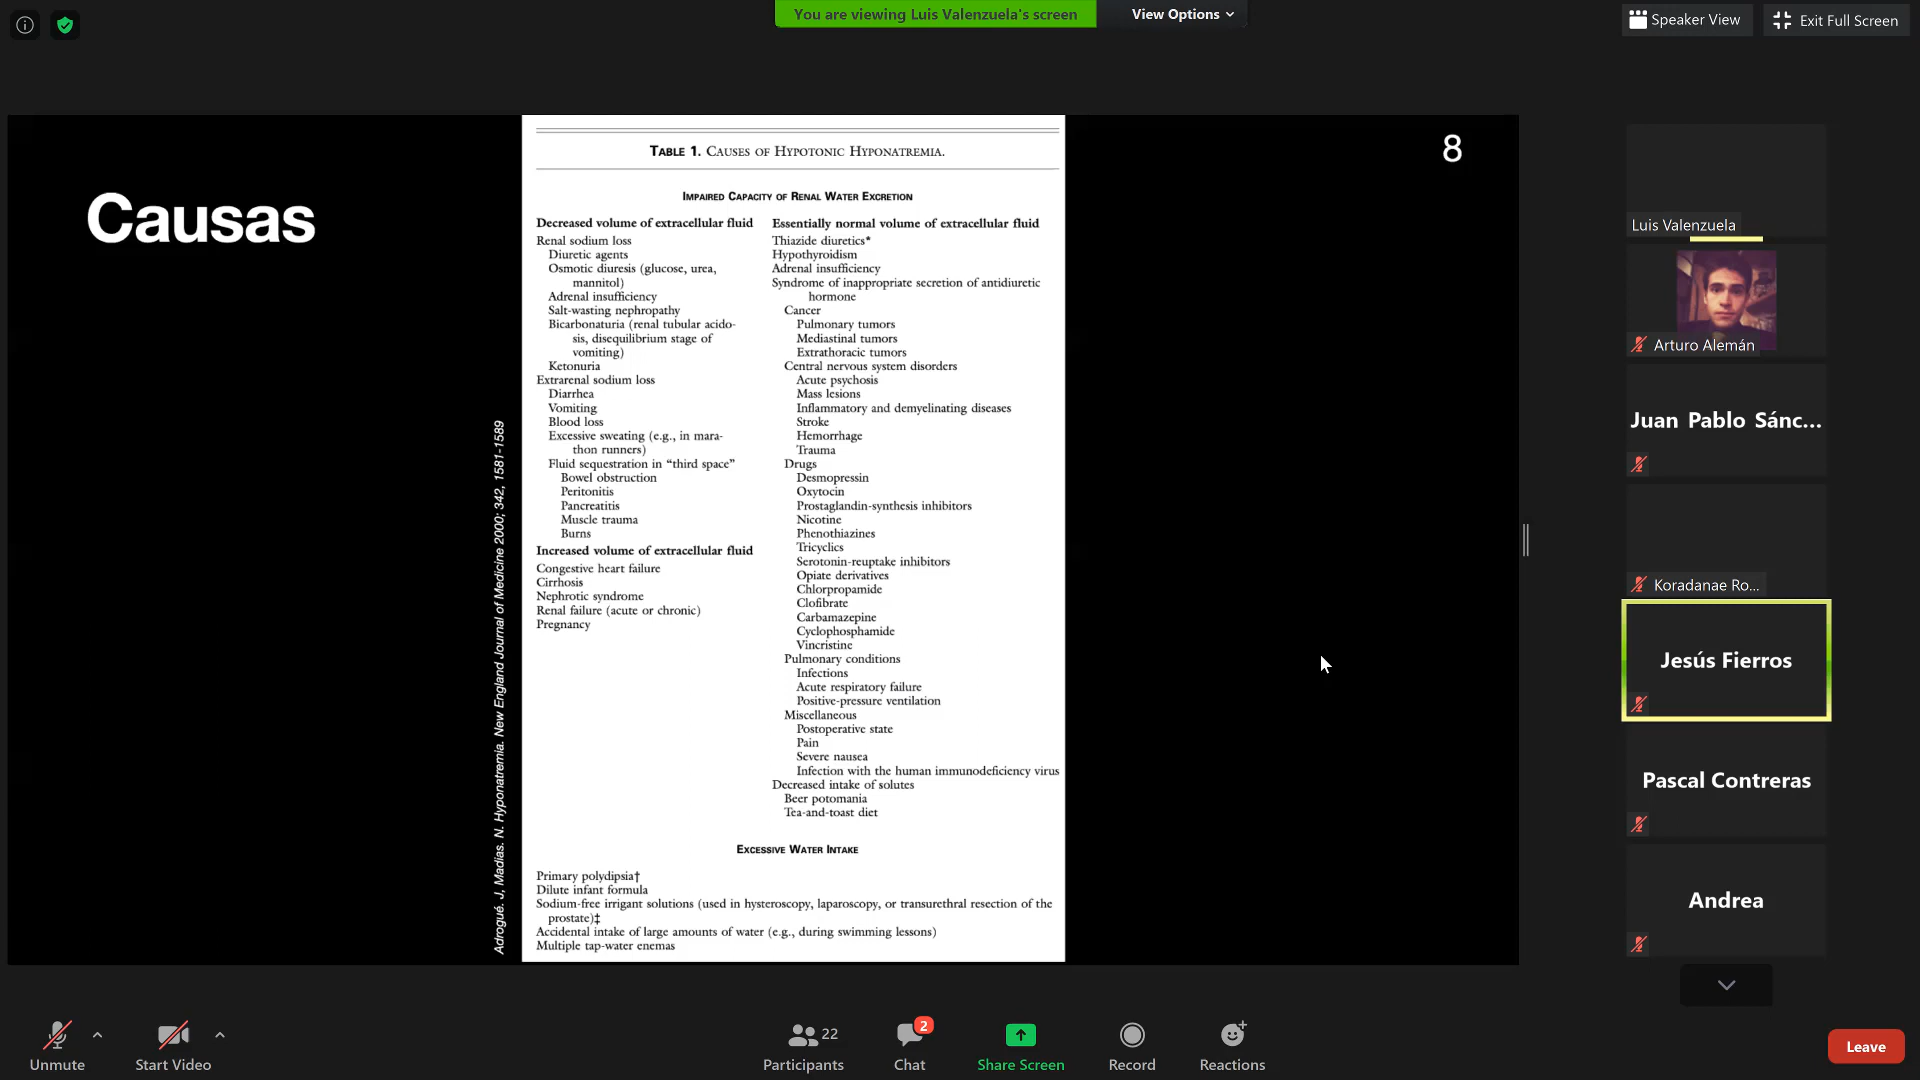 You are viewing Luis Valenzuela's screen
View Options
Speaker View
Exit Full Screen
Causas
8
Adrogué. J, Madias. N. Hyponatremia. New England Journal of Medicine 2000; 342, 1581-1589
TABLE 1. CAUSES OF HYPOTONIC HYPONATREMIA.
IMPAIRED CAPACITY OF RENAL WATER EXCRETION
Decreased volume of extracellular fluid
Renal sodium loss
Diuretic agents
Osmotic diuresis (glucose, urea,
mannitol)
Adrenal insufficiency
Salt-wasting nephropathy
Bicarbonaturia (renal tubular acido-
sis, disequilibrium stage of
vomiting)
Ketonuria
Extrarenal sodium loss
Diarrhea
Vomiting
Blood loss
Excessive sweating (e.g., in mara-
thon runners)
Fluid sequestration in “third space”
Bowel obstruction
Peritonitis
Pancreatitis
Muscle trauma
Burns
Increased volume of extracellular fluid
Congestive heart failure
Cirrhosis
Nephrotic syndrome
Renal failure (acute or chronic)
Pregnancy
Essentially normal volume of extracellular fluid
Thiazide diuretics*
Hypothyroidism
Adrenal insufficiency
Syndrome of inappropriate secretion of antidiuretic
hormone
Cancer
Pulmonary tumors
Mediastinal tumors
Extrathoracic tumors
Central nervous system disorders
Acute psychosis
Mass lesions
Inflammatory and demyelinating diseases
Stroke
Hemorrhage
Trauma
Drugs
Desmopressin
Oxytocin
Prostaglandin-synthesis inhibitors
Nicotine
Phenothiazines
Tricyclics
Serotonin-reuptake inhibitors
Opiate derivatives
Chlorpropamide
Clofibrate
Carbamazepine
Cyclophosphamide
Vincristine
Pulmonary conditions
Infections
Acute respiratory failure
Positive-pressure ventilation
Miscellaneous
Postoperative state
Pain
Severe nausea
Infection with the human immunodeficiency virus
Decreased intake of solutes
Beer potomania
Tea-and-toast diet
EXCESSIVE WATER INTAKE
Primary polydipsia†
Dilute infant formula
Sodium-free irrigant solutions (used in hysteroscopy, laparoscopy, or transurethral resection of the
prostate)‡
Accidental intake of large amounts of water (e.g., during swimming lessons)
Multiple tap-water enemas
Luis Valenzuela
Arturo Alemán
Juan Pablo Sánc...
Koradanae Ro...
Jesús Fierros
Pascal Contreras
Andrea
Unmute
Start Video
22
Participants
2
Chat
Share Screen
Record
Reactions
Leave